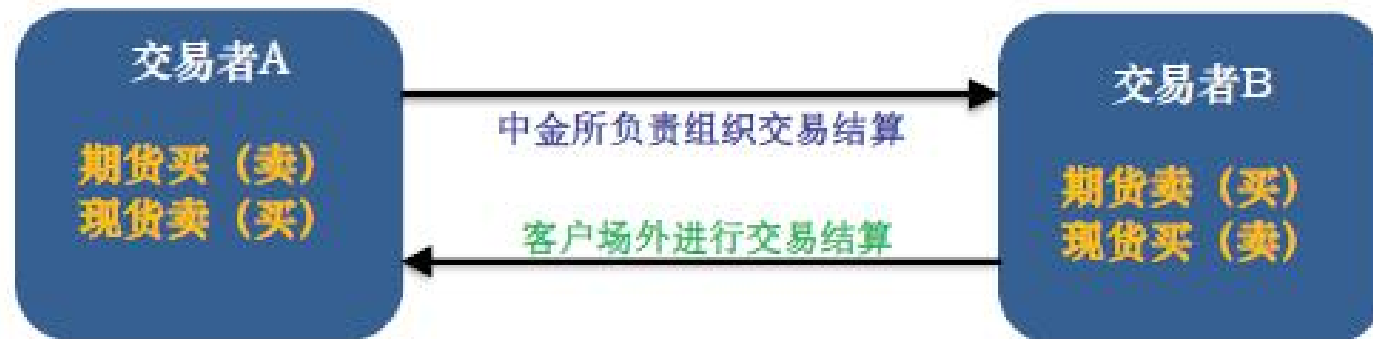 交易者A
期货买（卖）
现货卖（买）
中金所负责组织交易结算
客户场外进行交易结算
交易者B
期货卖（买）
现货买（卖）